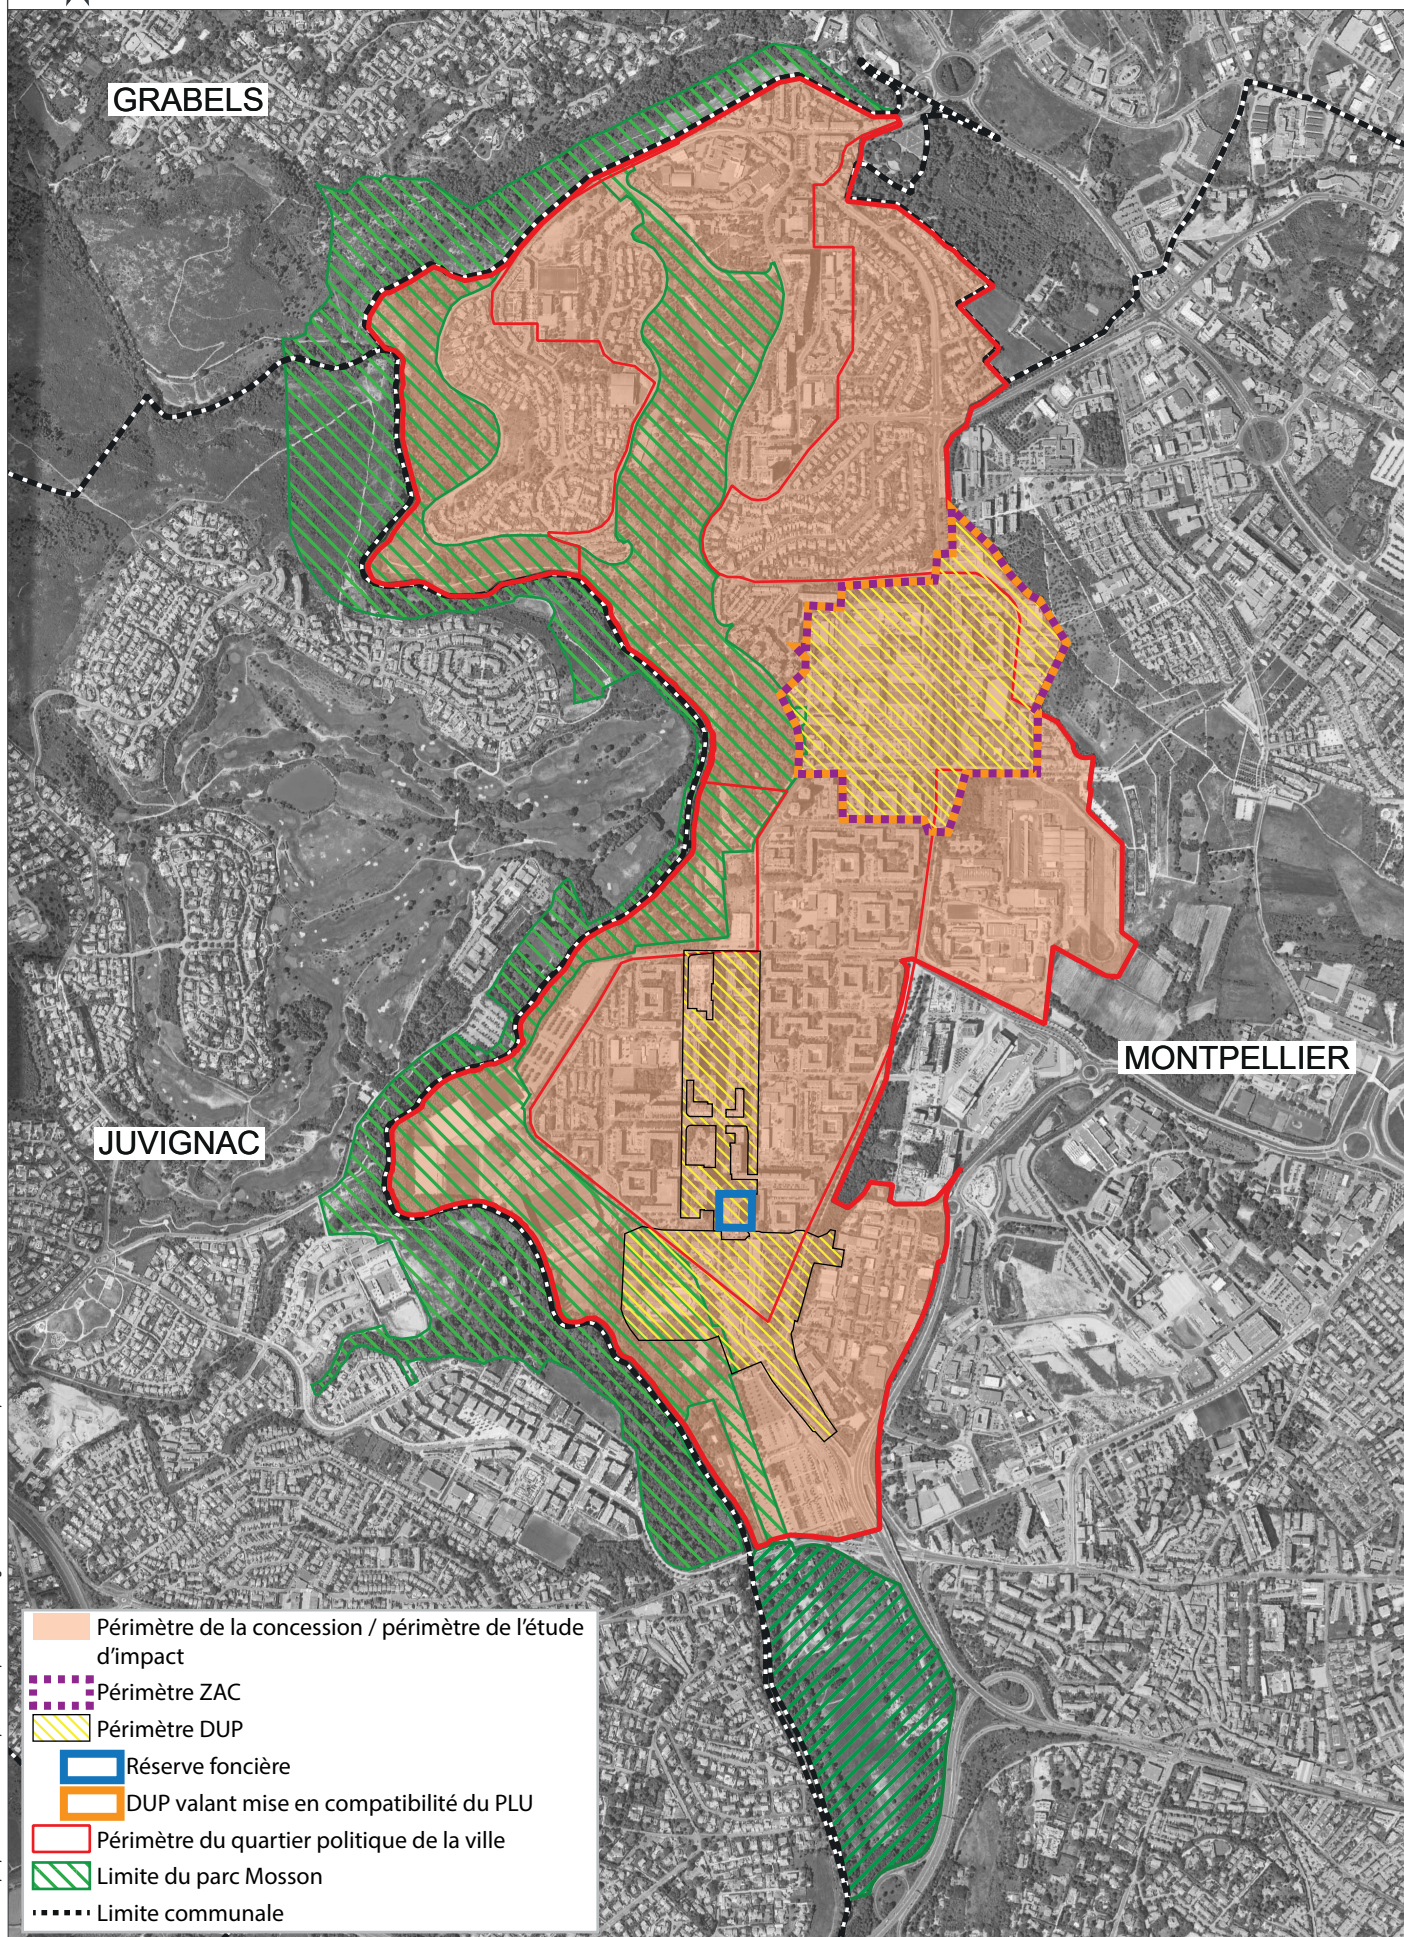 GRABELS
MONTPELLIER
JUVIGNAC
Périmètre de la concession / périmètre de l'étude
d'impact
Périmètre ZAC
Périmètre DUP
Réserve foncière
DUP valant mise en compatibilité du PLU
Périmètre du quartier politique de la ville
Limite du parc Mosson
Limite communale